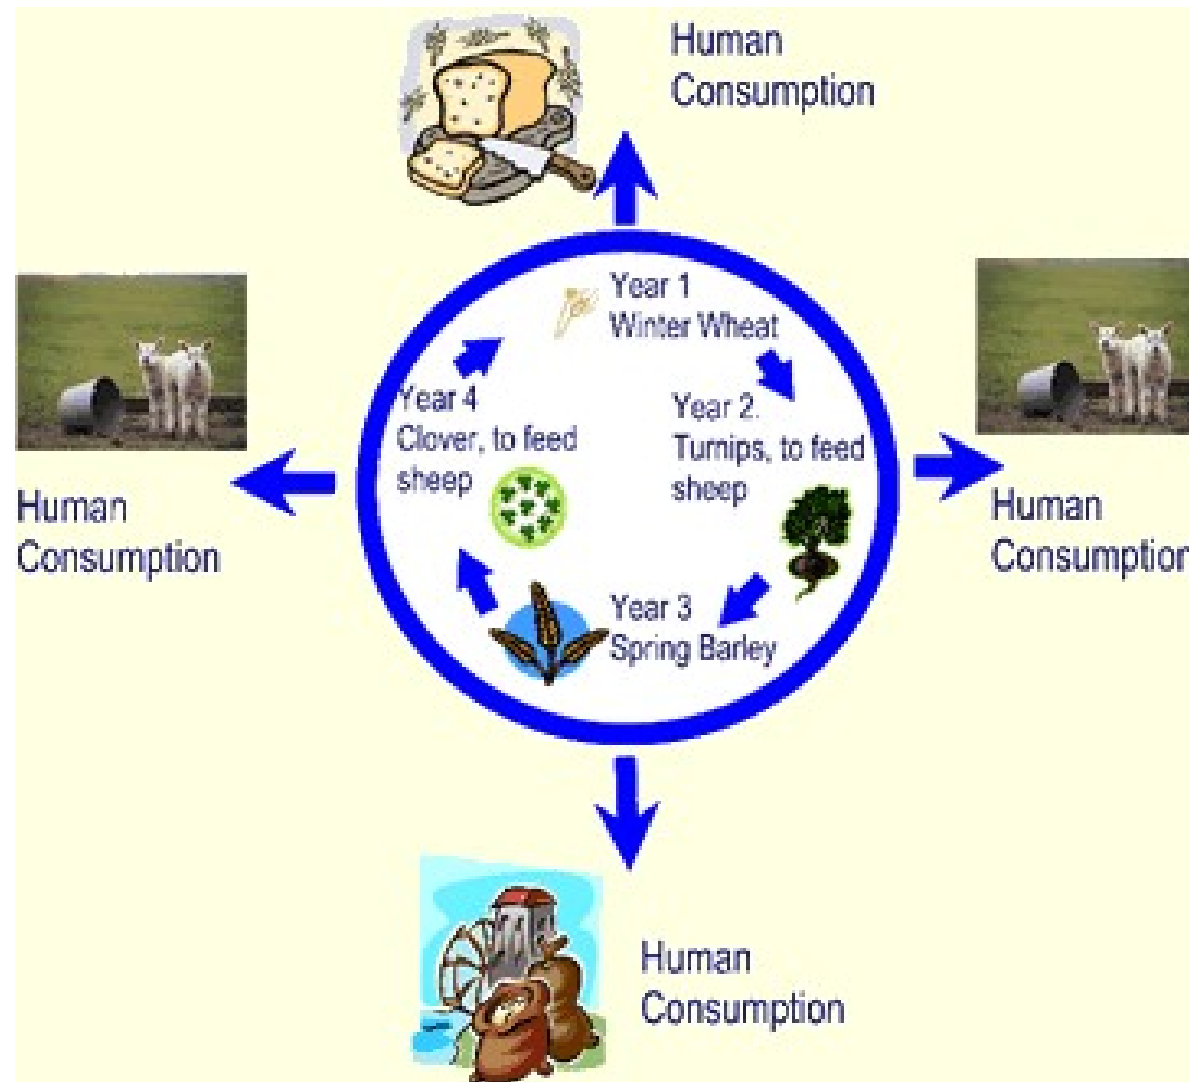 Human
Consumption
Year 1
Winter Wheat
Year 2.
Turnips, to feed
sheep
Human
Consumption
Year 3
Spring Barley
Year 4
Clover, to feed
sheep
Human
Consumption
Human
Consumption